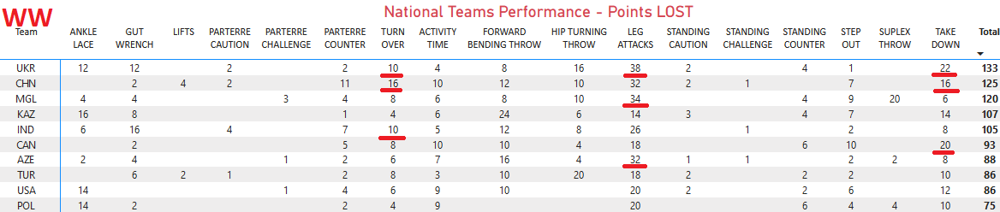 WW
National Teams Performance - Points LOST
Team ANKLE LACE GUT WRENCH LIFTS PARTERRE CAUTION PARTERRE CHALLENGE PARTERRE COUNTER TURN OVER ACTIVITY TIME FORWARD BENDING THROW HIP TURNING THROW LEG ATTACKS STANDING CAUTION STANDING CHALLENGE STANDING COUNTER STEP OUT SUPLEX THROW TAKE DOWN Total
UKR 12 12 2 2 10 4 8 16 38 2 4 1 22 133
CHN 2 4 2 11 16 10 12 10 32 2 1 7 16 125
MGL 4 4 3 4 8 6 8 10 34 4 9 20 6 120
KAZ 16 8 1 4 6 24 6 14 3 4 7 14 107
IND 6 16 4 7 10 5 12 8 26 1 2 8 105
CAN 2 5 8 10 10 4 18 6 10 20 93
AZE 2 4 1 2 6 7 16 4 32 1 1 2 2 8 88
TUR 6 2 1 2 8 3 10 20 18 2 2 2 10 86
USA 14 1 4 6 9 10 20 2 2 6 12 86
POL 14 2 2 4 9 20 6 4 4 10 75